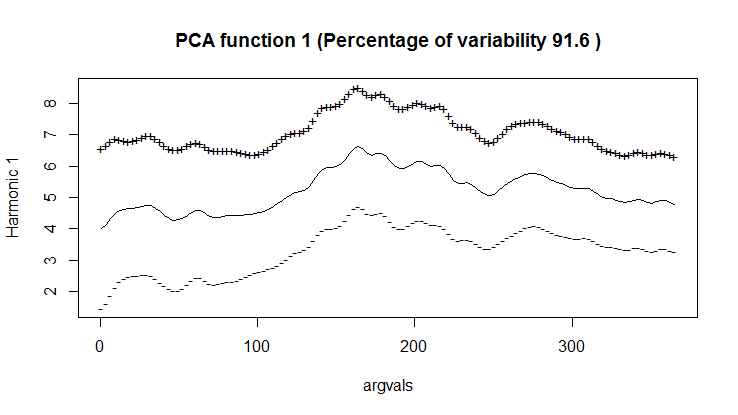 PCA function 1 (Percentage of variability 91.6 )
Harmonic 1
8
7
6
5
4
3
2
0 100 200 300
argvals